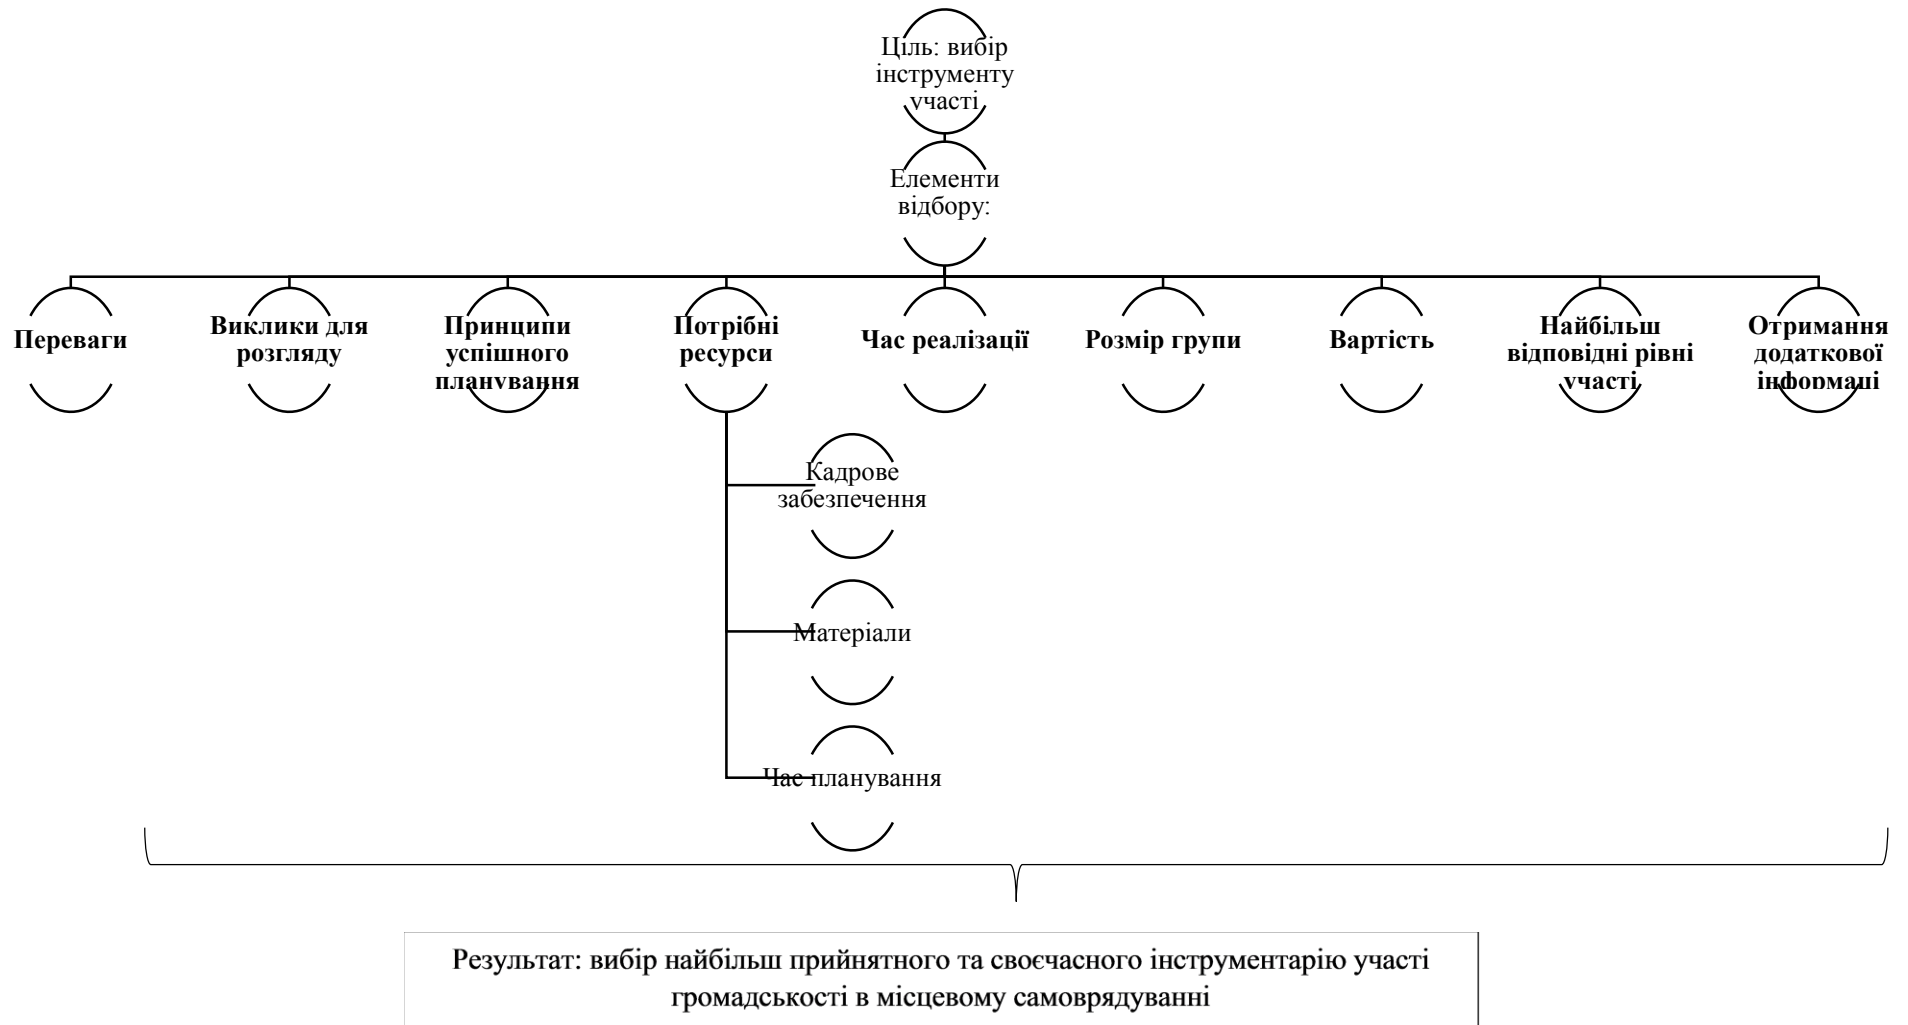 Ціль: вибір
інструменту
участі
Елементи
відбору:
Переваги
Виклики для
розгляду
Принципи
успішного
планування
Потрібні
ресурси
Час реалізації
Розмір групи
Вартість
Найбільш
відповідні рівні
участі
Отримання
додаткової
інформаці
Кадрове
забезпечення
Матеріали
Час планування
Результат: вибір найбільш прийнятного та своєчасного інструментарію участі
громадськості в місцевому самоврядуванні